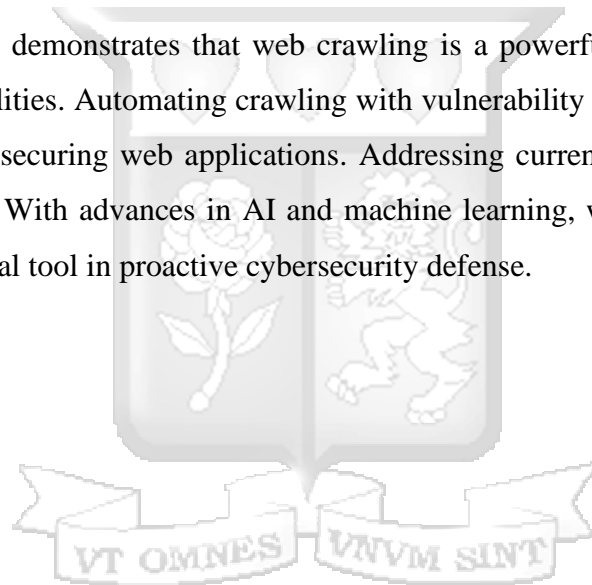 demonstrates that web crawling is a powerfu
lities. Automating crawling with vulnerability
securing web applications. Addressing curren
With advances in AI and machine learning, w
al tool in proactive cybersecurity defense.
VT OMNES VNVM SINT